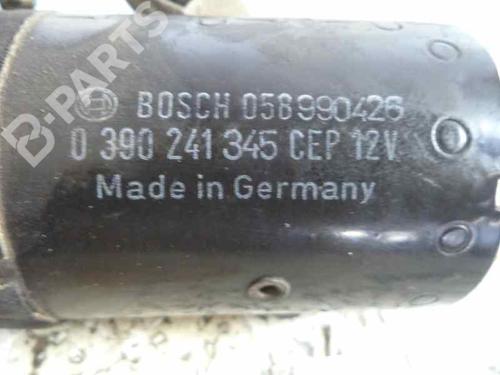 B-PARTS
BOSCH 058990426
0 390 241 345 CEP 12V
Made in Germany